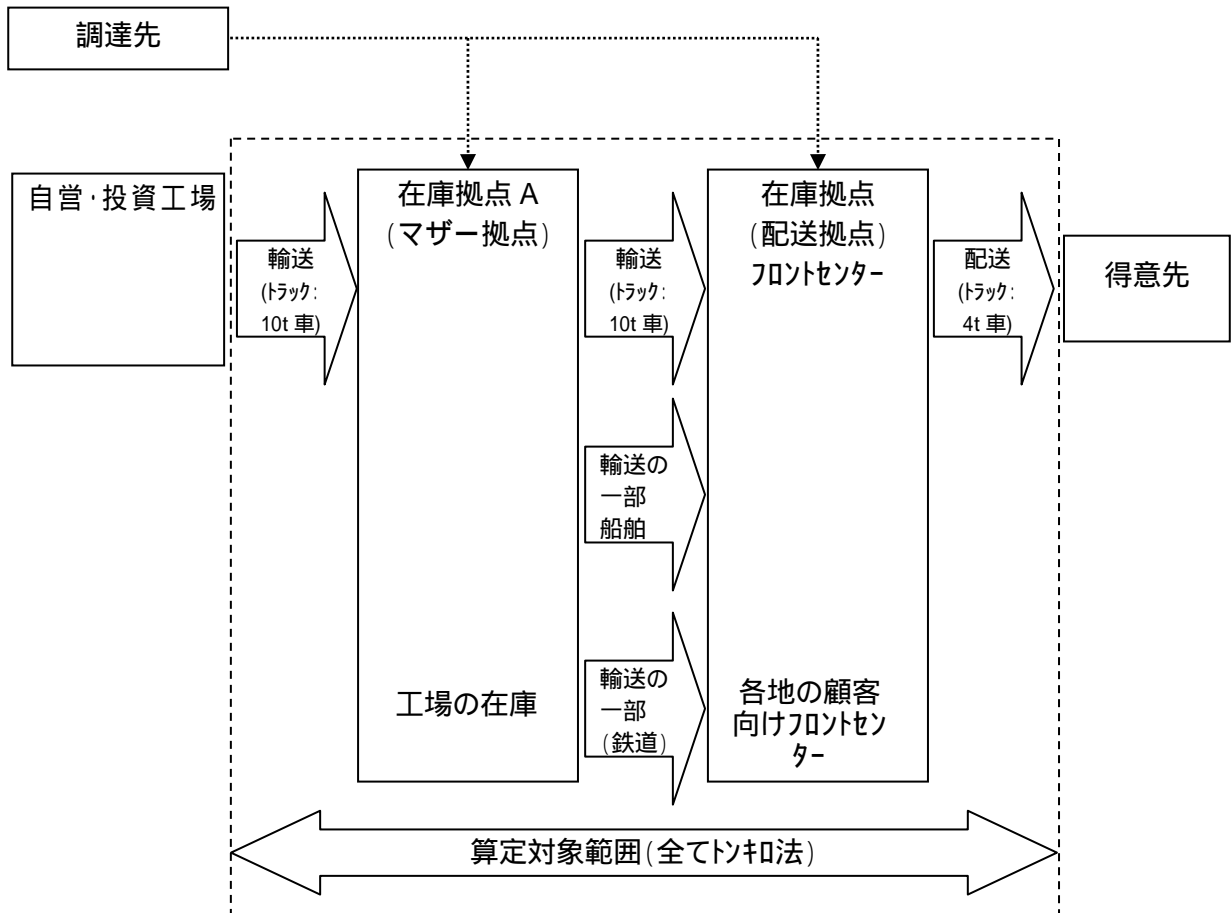 調達先
自営･投資工場
輸送
(ﾄﾗｯｸ:
10t 車)
在庫拠点 A
(マザー拠点)
工場の在庫
輸送
(ﾄﾗｯｸ:
10t 車)
輸送の
一部
船舶
輸送の
一部
(鉄道)
在庫拠点
(配送拠点)
ﾌﾛﾝﾄｾﾝﾀｰ
各地の顧客
向けﾌﾛﾝﾄｾﾝ
ﾀｰ
配送
(ﾄﾗｯｸ:
4t 車)
得意先
算定対象範囲(全てﾄﾝｷﾛ法)